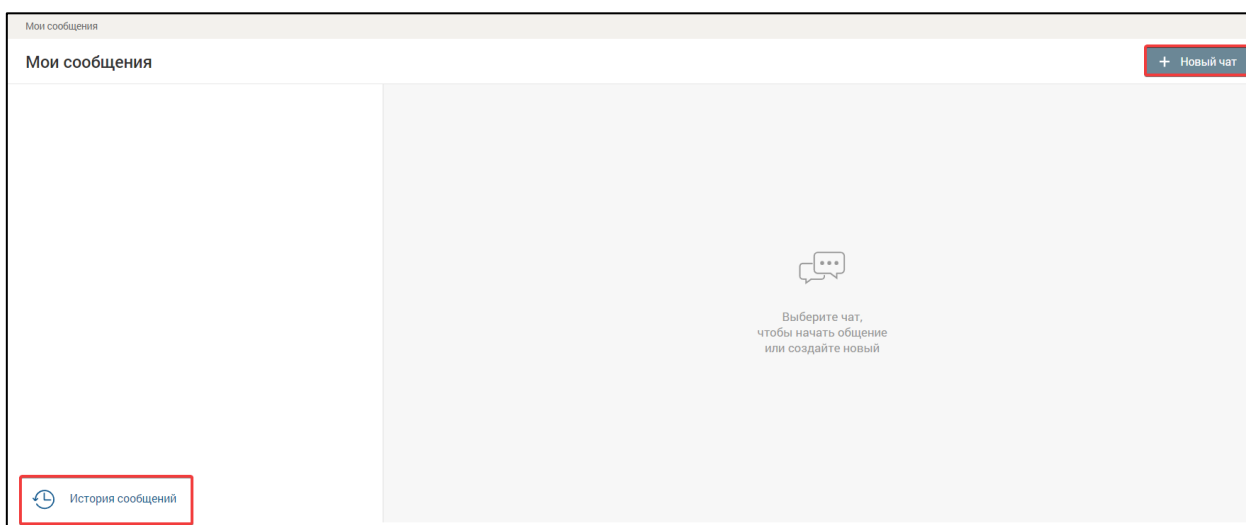 Мои сообщения
Мои сообщения
+ Новый чат
Выберите чат,
чтобы начать общение
или создайте новый
История сообщений